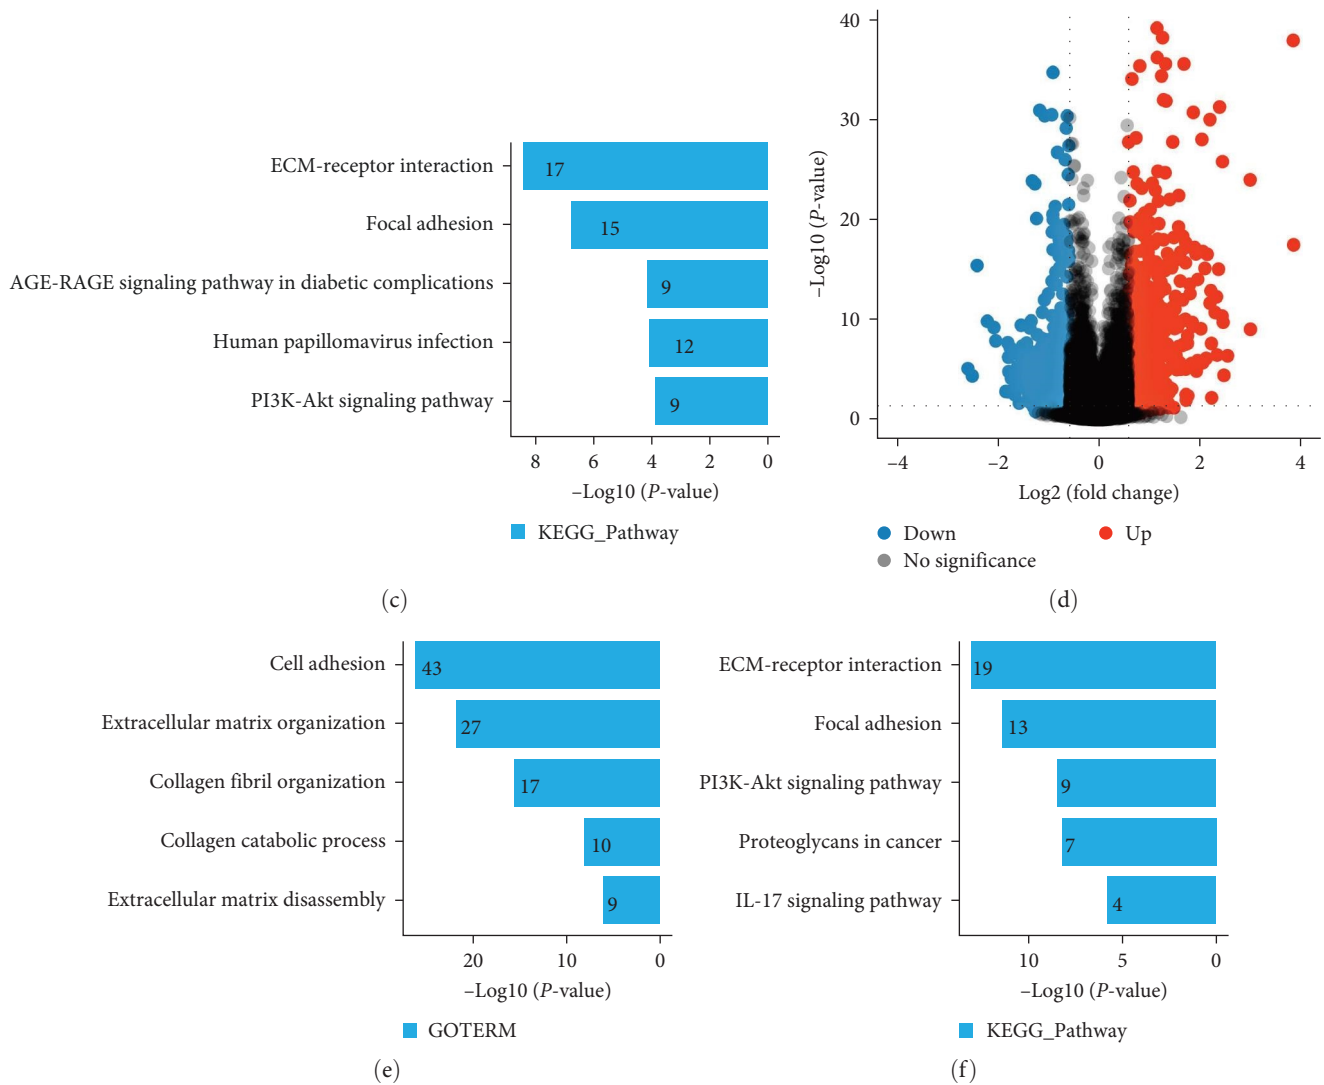 ECM-receptor interaction
17
Focal adhesion
15
AGE-RAGE signaling pathway in diabetic complications
9
Human papillomavirus infection
12
PI3K-Akt signaling pathway
9
8 6 4 2 0
–Log10 (P-value)
KEGG_Pathway
(c)
40
30
20
10
0
–Log10 (P-value)
–4 –2 0 2 4
Log2 (fold change)
Down
Up
No significance
(d)
Cell adhesion
43
Extracellular matrix organization
27
Collagen fibril organization
17
Collagen catabolic process
10
Extracellular matrix disassembly
9
20 10 0
–Log10 (P-value)
GOTERM
(e)
ECM-receptor interaction
19
Focal adhesion
13
PI3K-Akt signaling pathway
9
Proteoglycans in cancer
7
IL-17 signaling pathway
4
10 5 0
–Log10 (P-value)
KEGG_Pathway
(f)